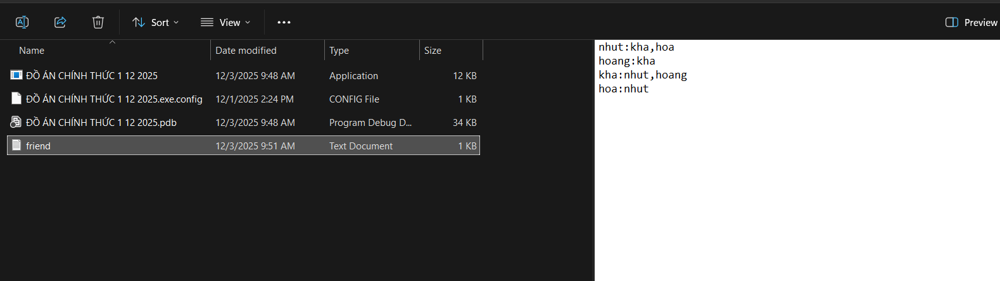 Sort View ••• Preview
Name Date modified Type Size
ĐỒ ÁN CHÍNH THỨC 1 12 2025 12/3/2025 9:48 AM Application 12 KB
ĐỒ ÁN CHÍNH THỨC 1 12 2025.exe.config 12/1/2025 2:24 PM CONFIG File 1 KB
ĐỒ ÁN CHÍNH THỨC 1 12 2025.pdb 12/3/2025 9:48 AM Program Debug D... 34 KB
friend 12/3/2025 9:51 AM Text Document 1 KB
nhut:kha,hoa
hoang:kha
kha:nhut,hoang
hoa:nhut